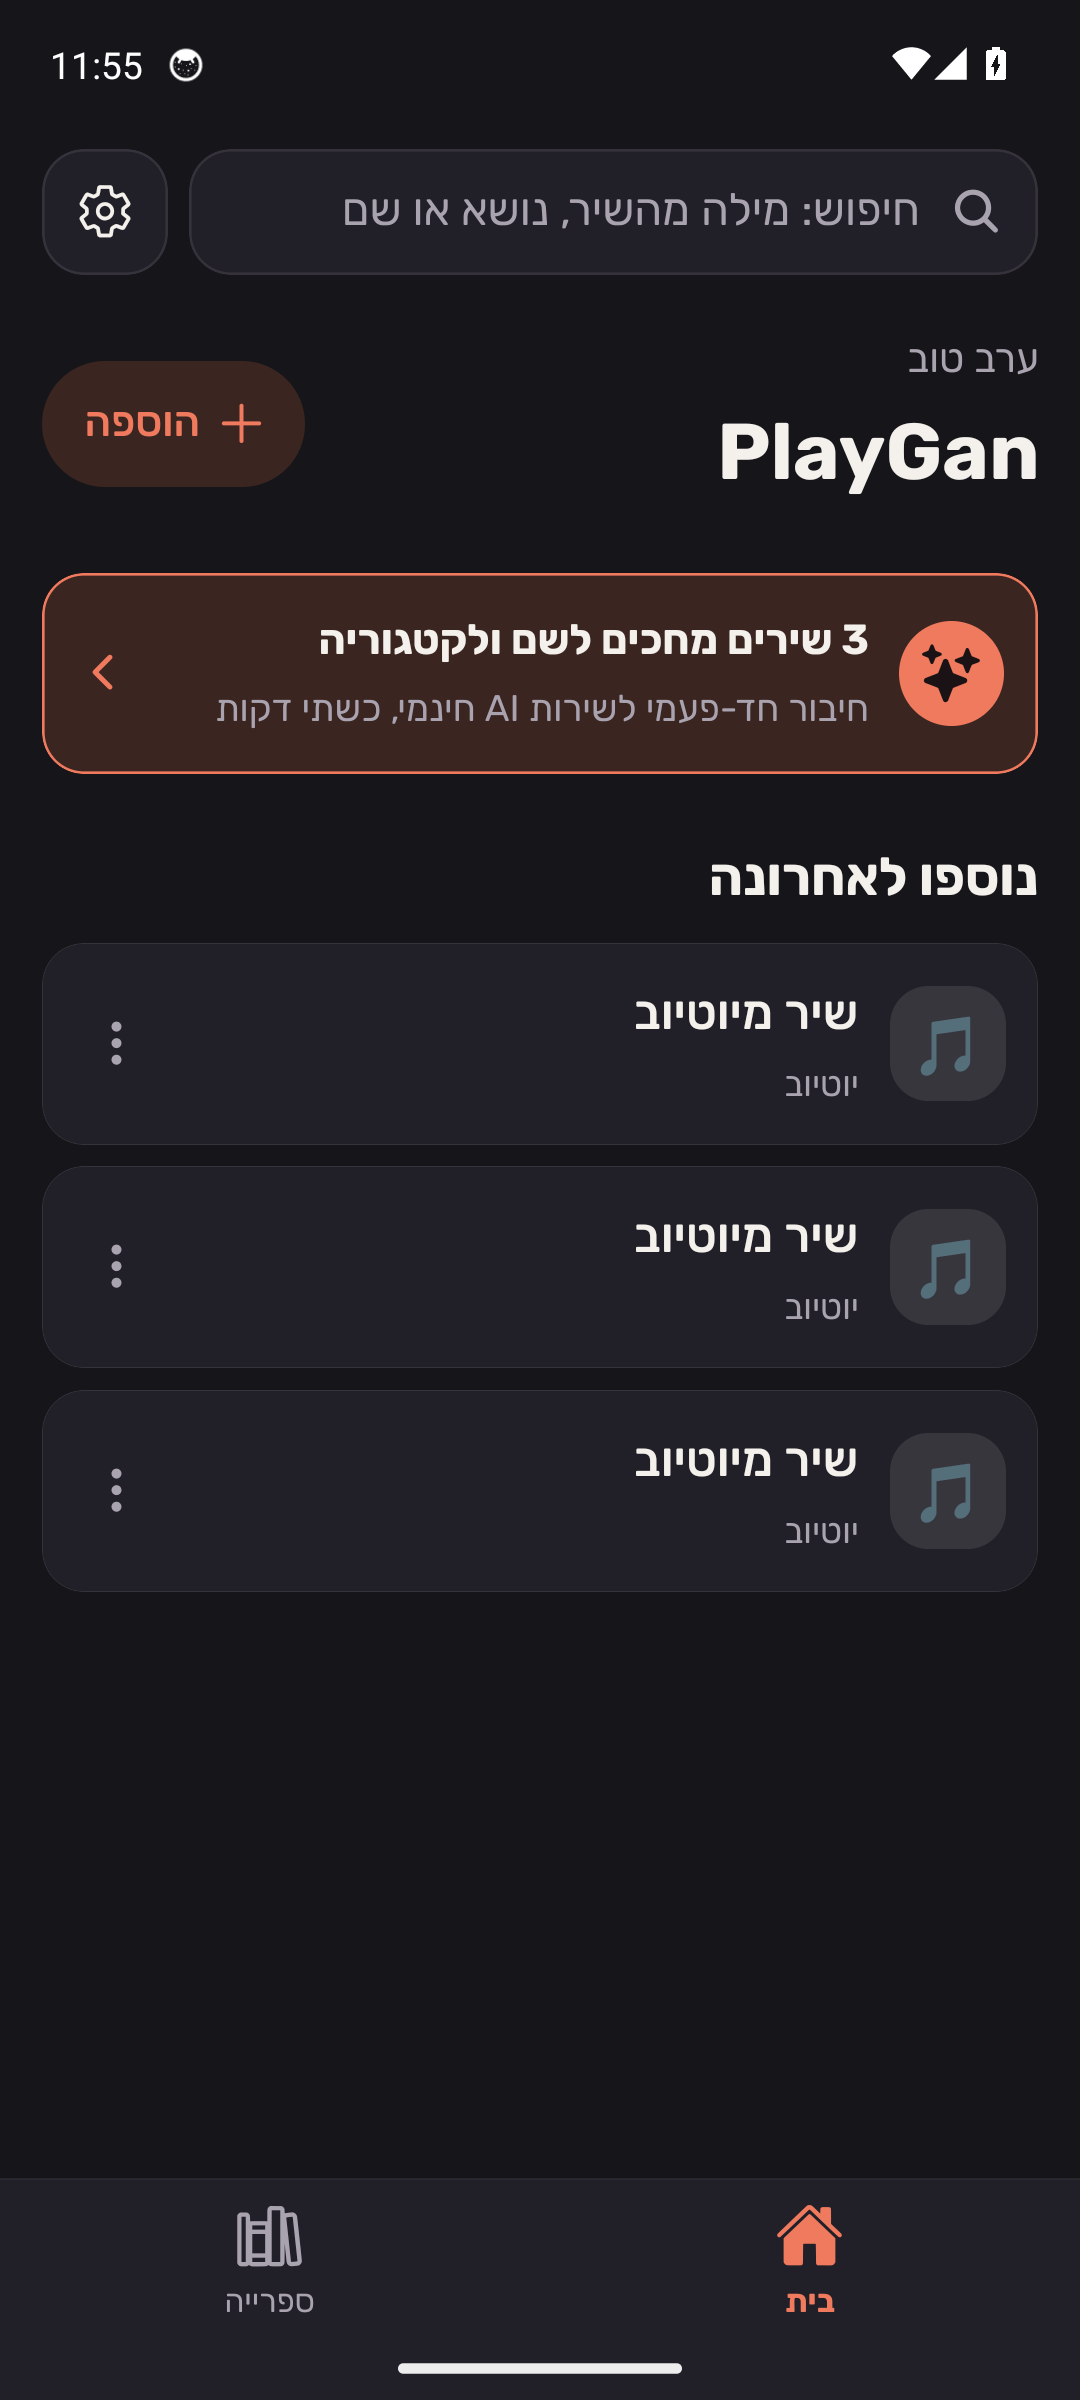 11:55
חיפוש: מילה מהשיר, נושא או שם
ערב טוב
PlayGan
הוספה
3 שירים מחכים לשם ולקטגוריה
חיבור חד-פעמי לשירות AI חינמי, כשתי דקות
נוספו לאחרונה
שיר מיוטיוב
יוטיוב
שיר מיוטיוב
יוטיוב
שיר מיוטיוב
יוטיוב
בית
ספרייה